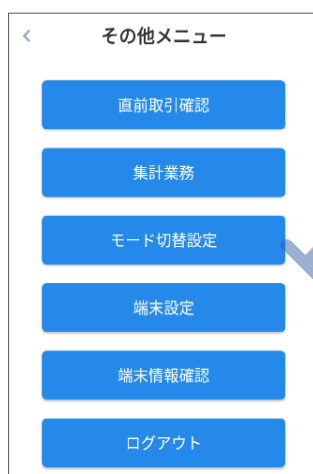 その他メニュー
直前取引確認
集計業務
モード切替設定
端末設定
端末情報確認
ログアウト